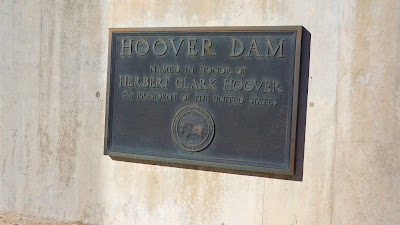 HOOVER DAM
NAMED IN HONOR OF
HERBERT CLARK HOOVER
PRESIDENT OF THE UNITED STATES